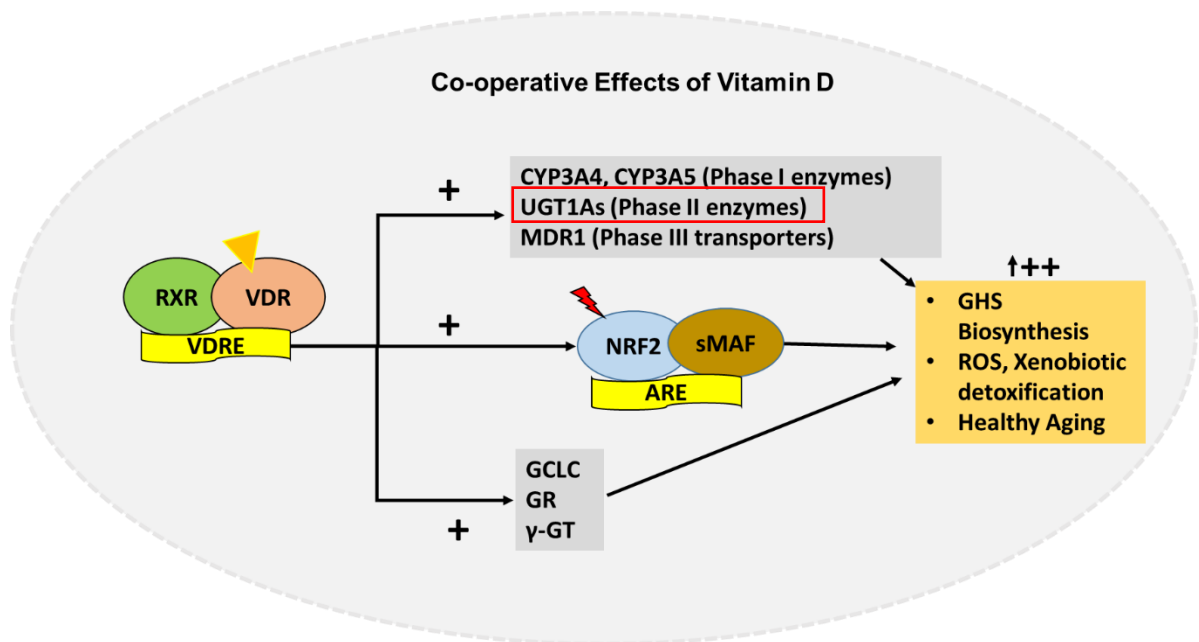 Co-operative Effects of Vitamin D
+
CYP3A4, CYP3A5 (Phase I enzymes)
UGT1As (Phase II enzymes)
MDR1 (Phase III transporters)
↑++
RXR
VDR
VDRE
+
NRF2
sMAF
ARE
• GHS
Biosynthesis
• ROS, Xenobiotic
detoxification
• Healthy Aging
+
GCLC
GR
γ-GT